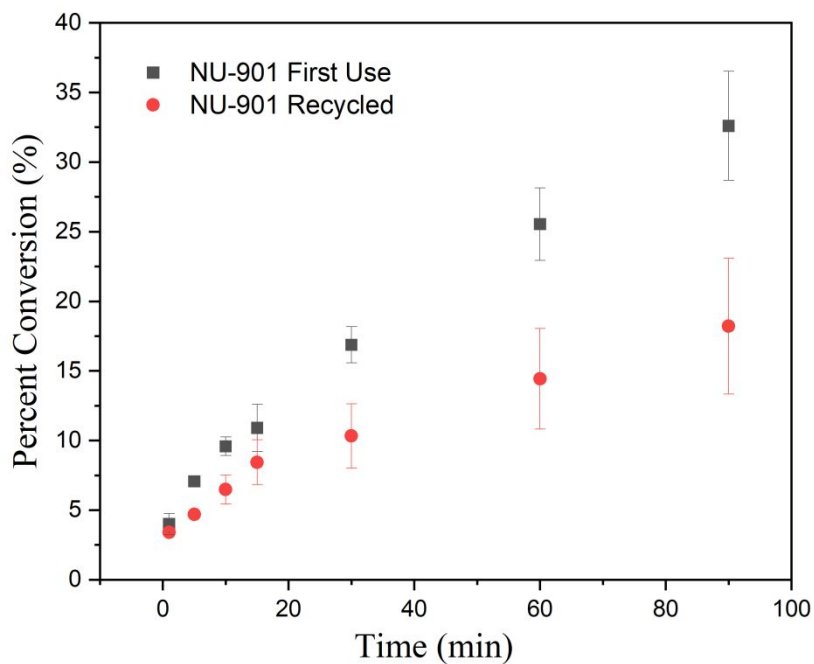 40
35
30
25
20
15
10
5
0
Percent Conversion (%)
NU-901 First Use
NU-901 Recycled
0 20 40 60 80 100
Time (min)